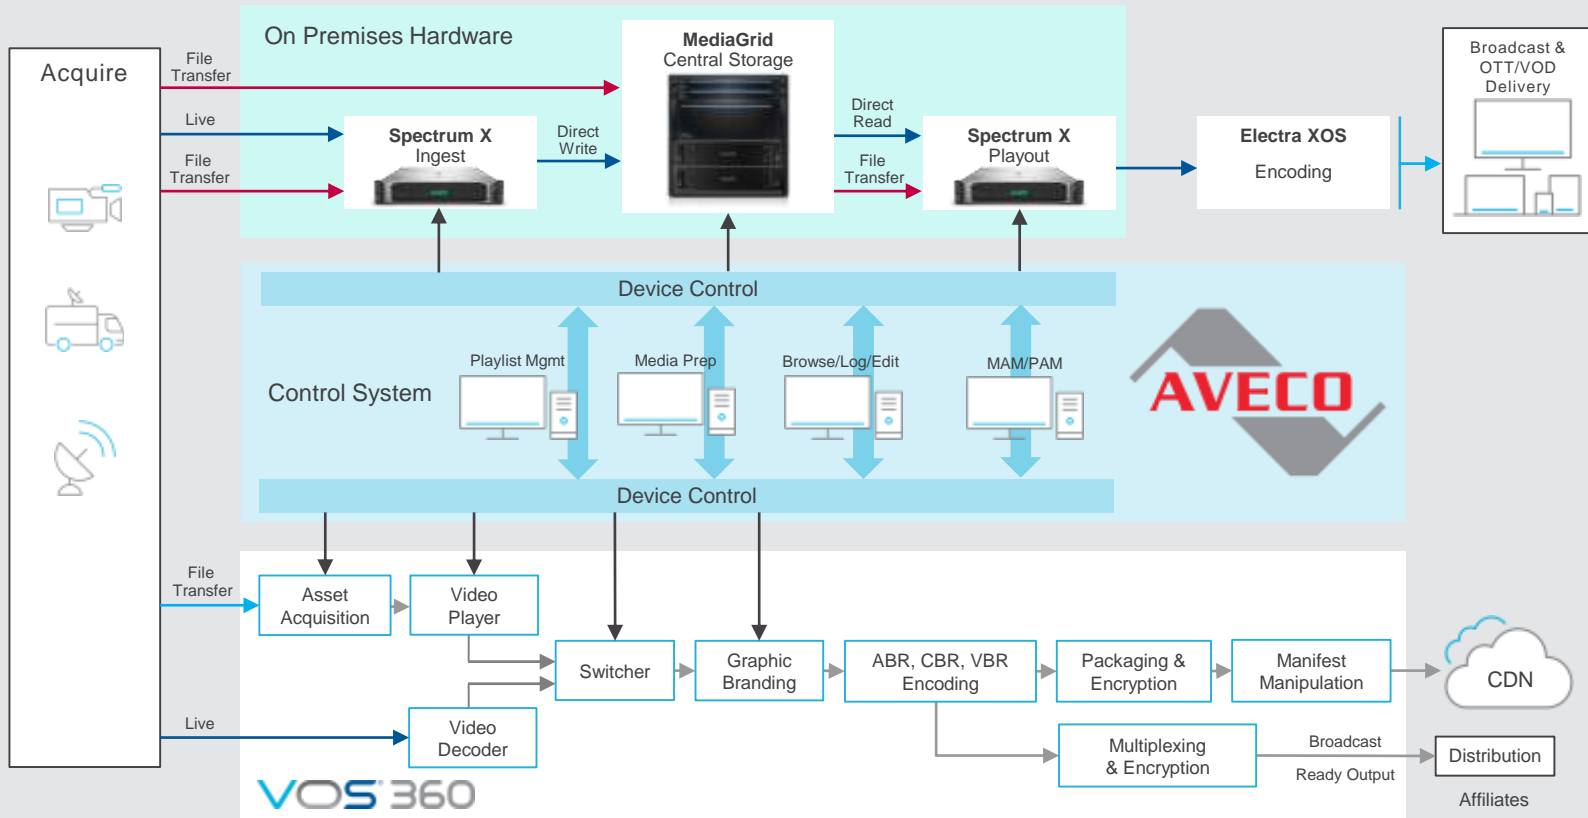 Acquire
File
Transfer
Live
File
Transfer
On Premises Hardware
Spectrum X
Ingest
Direct
Write
MediaGrid
Central Storage
Direct
Read
File
Transfer
Spectrum X
Playout
Electra XOS
Encoding
Broadcast &
OTT/VOD
Delivery
Device Control
Control System
Playlist Mgmt
Media Prep
Browse/Log/Edit
MAM/PAM
AVECO
Device Control
File
Transfer
Live
Asset
Acquisition
Video
Player
Video
Decoder
Switcher
Graphic
Branding
ABR, CBR, VBR
Encoding
Packaging &
Encryption
Manifest
Manipulation
CDN
Multiplexing
& Encryption
Broadcast
Ready Output
Distribution
Affiliates
VOS 360